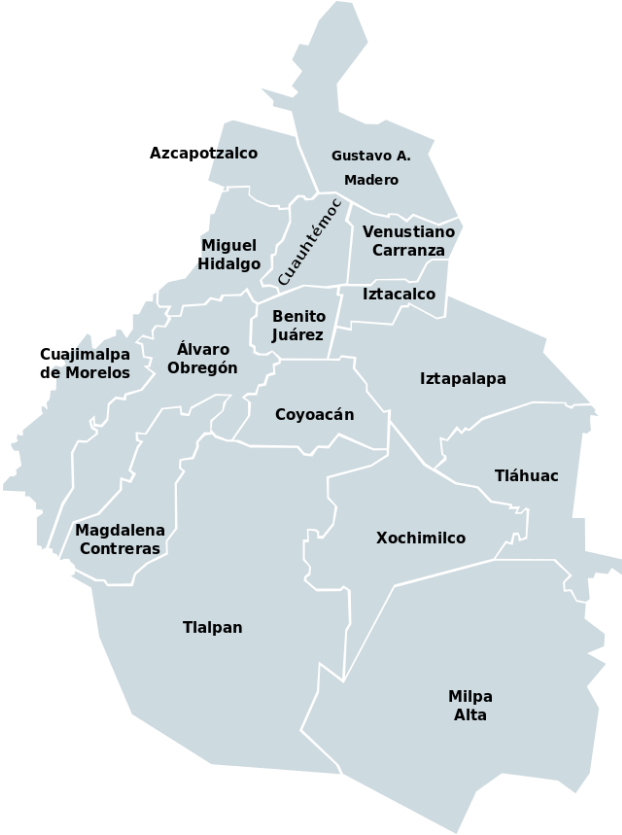 Azcapotzalco
Gustavo A.
Madero
Miguel
Hidalgo
Cuauhtémoc
Venustiano
Carranza
Iztacalco
Benito
Juárez
Cuajimalpa
de Morelos
Álvaro
Obregón
Iztapalapa
Coyoacán
Tláhuac
Magdalena
Contreras
Xochimilco
Tlalpan
Milpa
Alta